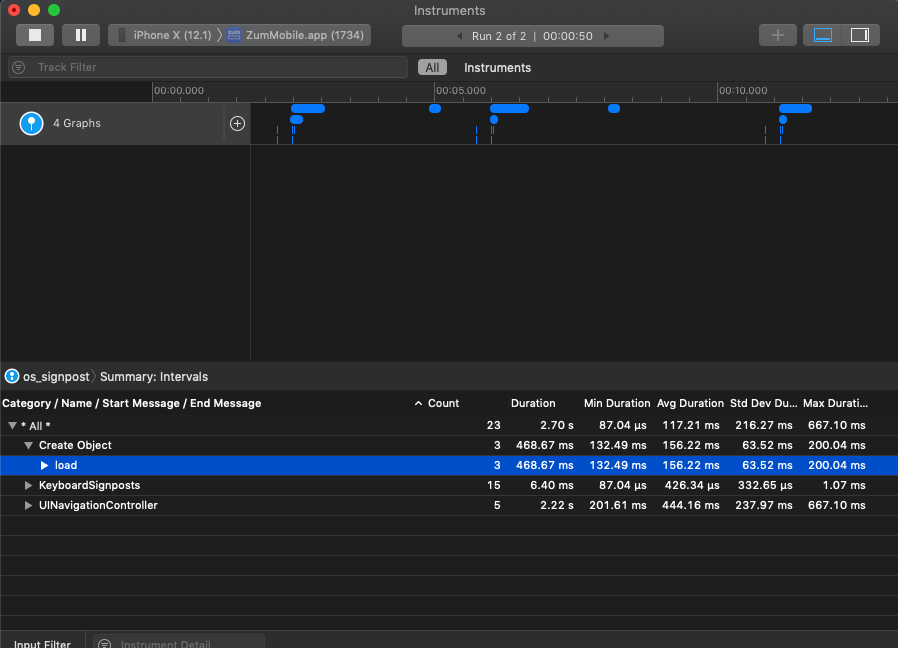 Instruments
iPhone X (12.1) ZumMobile.app (1734) Run 2 of 2 | 00:00:50
Track Filter All Instruments
00:00.000 00:05.000 00:10.000
4 Graphs
os_signpost Summary: Intervals
Category / Name / Start Message / End Message Count Duration Min Duration Avg Duration Std Dev Du... Max Durati...
* All * 23 2.70 s 87.04 µs 117.21 ms 216.27 ms 667.10 ms
Create Object 3 468.67 ms 132.49 ms 156.22 ms 63.52 ms 200.04 ms
load 3 468.67 ms 132.49 ms 156.22 ms 63.52 ms 200.04 ms
KeyboardSignposts 15 6.40 ms 87.04 µs 426.34 µs 332.65 µs 1.07 ms
UINavigationController 5 2.22 s 201.61 ms 444.16 ms 237.97 ms 667.10 ms
Input Filter Instrument Detail